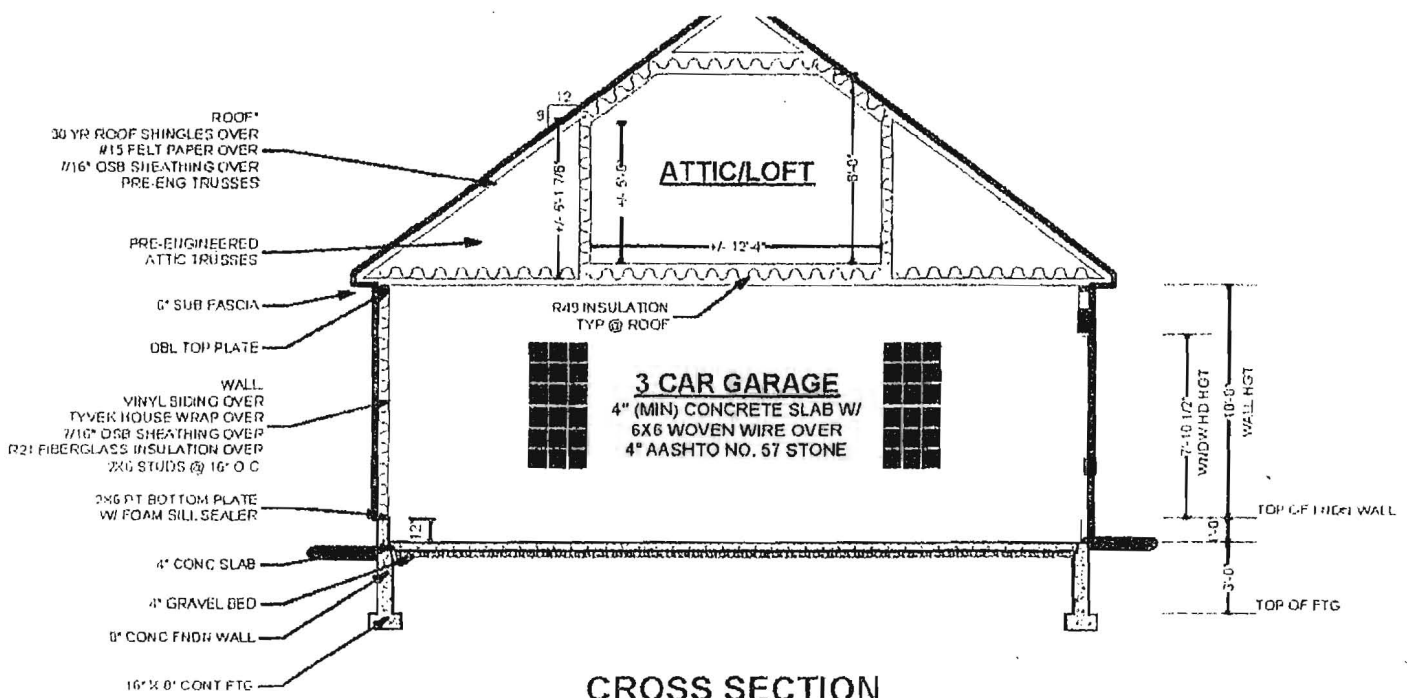 ROOF"
30 YR ROOF SHINGLES OVER
#15 FELT PAPER OVER
7/16" OSB SHEATHING OVER
PRE-ENG TRUSSES
PRE-ENGINEERED
ATTIC TRUSSES
6" SUB FASCIA
DBL TOP PLATE
WALL
VINYL SIDING OVER
TYVEK HOUSE WRAP OVER
7/16" OSB SHEATHING OVER
R21 FIBERGLASS INSULATION OVER
2X6 STUDS @ 16" O C
2X6 PT BOTTOM PLATE
W/ FOAM SILL SEALER
4" CONC SLAB
4" GRAVEL BED
8" CONC FNDN WALL
16" X 8" CONT FTG
12
9
ATTIC/LOFT
+/- 12'-4"
R49 INSULATION
TYP @ ROOF
3 CAR GARAGE
4" (MIN) CONCRETE SLAB W/
6X6 WOVEN WIRE OVER
4" AASHTO NO. 57 STONE
12"
7'-10 1/2"
WNDW HD HGT
10'-0"
WALL HGT
TOP OF FNDN WALL
1'-0"
3'-0"
TOP OF FTG
CROSS SECTION